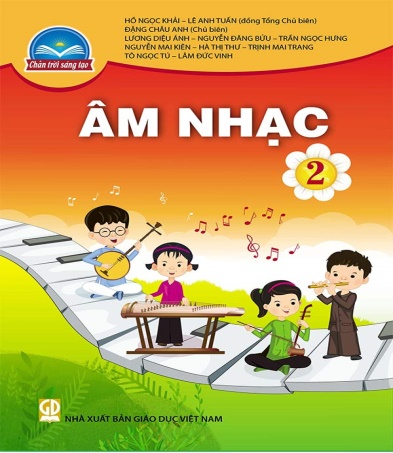 Chân trời sáng tạo
HỒ NGỌC KHẢI – LÊ ANH TUẤN (đồng Tổng Chủ biên)
ĐẶNG CHÂU ANH (Chủ biên)
LƯƠNG DIỆU ÁNH – NGUYỄN ĐĂNG BỬU – TRẦN NGỌC HƯNG
NGUYỄN MAI KIÊN – HÀ THỊ THƯ – TRỊNH MAI TRANG
TÔ NGỌC TÚ – LÂM ĐỨC VINH
ÂM NHẠC
2
GD
NHÀ XUẤT BẢN GIÁO DỤC VIỆT NAM